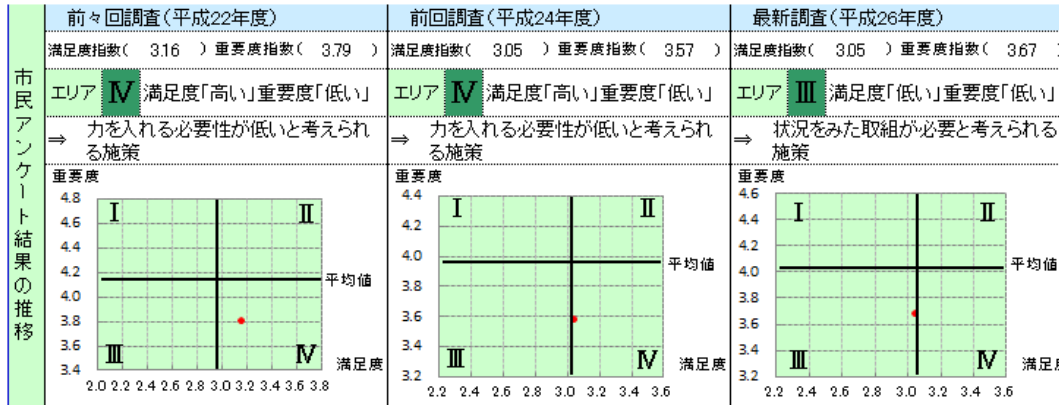 市民アンケート結果の推移
前々回調査(平成22年度)
満足度指数( 3.16 )重要度指数( 3.79 )
エリア Ⅳ 満足度「高い」重要度「低い」
⇒ 力を入れる必要性が低いと考えられ
る施策
重要度
4.8
4.6
4.4
4.2
4.0
3.8
3.6
3.4
Ⅰ Ⅱ
平均値
Ⅲ Ⅳ
満足度
2.0 2.2 2.4 2.6 2.8 3.0 3.2 3.4 3.6 3.8
前回調査(平成24年度)
満足度指数( 3.05 )重要度指数( 3.57 )
エリア Ⅳ 満足度「高い」重要度「低い」
⇒ 力を入れる必要性が低いと考えられ
る施策
重要度
4.4
4.2
4.0
3.8
3.6
3.4
3.2
Ⅰ Ⅱ
平均値
Ⅲ Ⅳ
満足度
2.2 2.4 2.6 2.8 3.0 3.2 3.4 3.6
最新調査(平成26年度)
満足度指数( 3.05 )重要度指数( 3.67
エリア Ⅲ 満足度「低い」重要度「低い」
⇒ 状況をみた取組が必要と考えられる
施策
重要度
4.6
4.4
4.2
4.0
3.8
3.6
3.4
3.2
Ⅰ Ⅱ
平均値
Ⅲ Ⅳ
満足
2.2 2.4 2.6 2.8 3.0 3.2 3.4 3.6